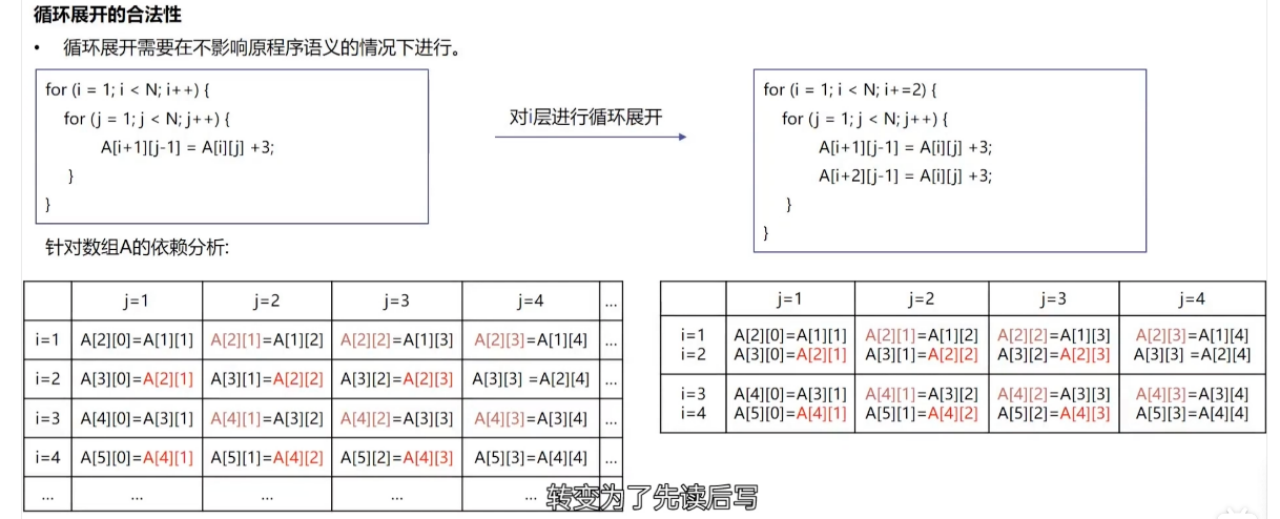 循环展开的合法性
• 循环展开需要在不影响原程序语义的情况下进行。
for (i = 1; i < N; i++) {
for (j = 1; j < N; j++) {
A[i+1][j-1] = A[i][j] +3;
}
}
对i层进行循环展开
for (i = 1; i < N; i+=2) {
for (j = 1; j < N; j++) {
A[i+1][j-1] = A[i][j] +3;
A[i+2][j-1] = A[i][j] +3;
}
}
针对数组A的依赖分析:
j=1 j=2 j=3 j=4 ...
i=1 A[2][0]=A[1][1] A[2][1]=A[1][2] A[2][2]=A[1][3] A[2][3]=A[1][4] ...
i=2 A[3][0]=A[2][1] A[3][1]=A[2][2] A[3][2]=A[2][3] A[3][3] =A[2][4] ...
i=3 A[4][0]=A[3][1] A[4][1]=A[3][2] A[4][2]=A[3][3] A[4][3]=A[3][4] ...
i=4 A[5][0]=A[4][1] A[5][1]=A[4][2] A[5][2]=A[4][3] A[5][3]=A[4][4] ...
... ... ... ... ...
j=1 j=2 j=3 j=4
i=1 A[2][0]=A[1][1] A[2][1]=A[1][2] A[2][2]=A[1][3] A[2][3]=A[1][4]
i=2 A[3][0]=A[2][1] A[3][1]=A[2][2] A[3][2]=A[2][3] A[3][3] =A[2][4]
i=3 A[4][0]=A[3][1] A[4][1]=A[3][2] A[4][2]=A[3][3] A[4][3]=A[3][4]
i=4 A[5][0]=A[4][1] A[5][1]=A[4][2] A[5][2]=A[4][3] A[5][3]=A[4][4]
转变为了先读后写